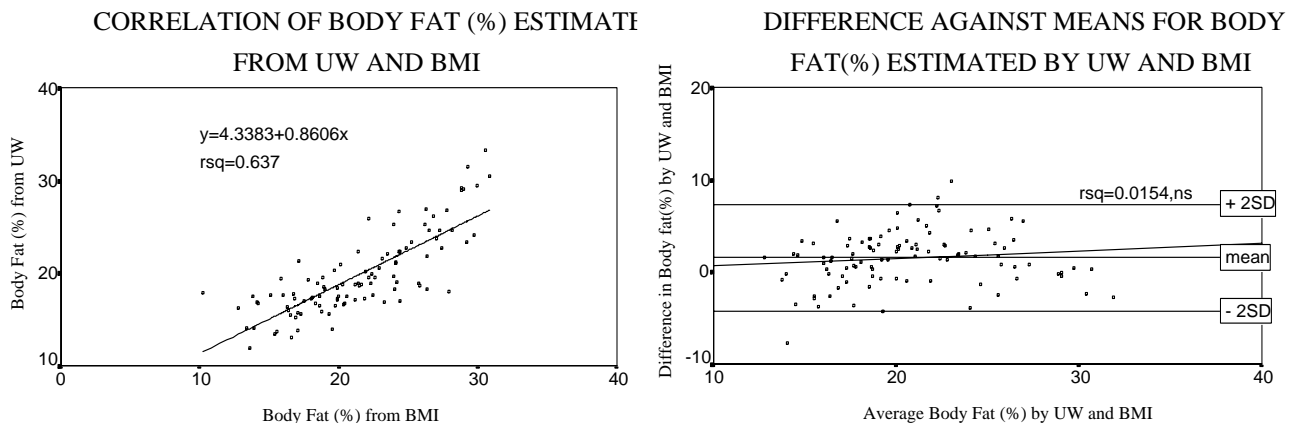 CORRELATION OF BODY FAT (%) ESTIMATE
FROM UW AND BMI
Body Fat (%) from UW
40
30
20
10
y=4.3383+0.8606x
rsq=0.637
0
10
20
30
40
Body Fat (%) from BMI
DIFFERENCE AGAINST MEANS FOR BODY
FAT(%) ESTIMATED BY UW AND BMI
Difference in Body fat(%) by UW and BMI
20
10
0
-10
rsq=0.0154,ns
+ 2SD
mean
- 2SD
10
20
30
40
Average Body Fat (%) by UW and BMI